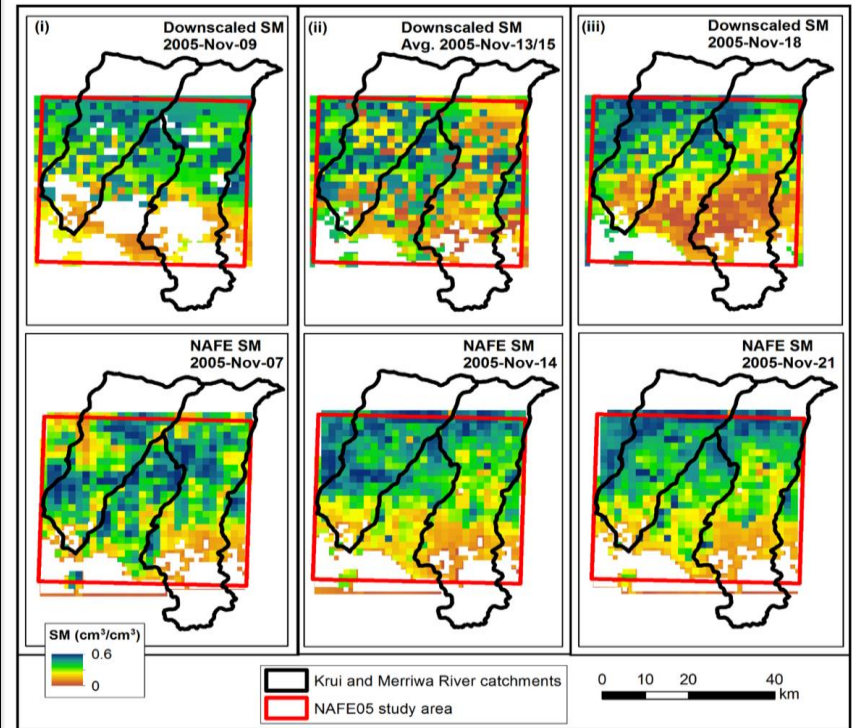 (i) Downscaled SM
2005-Nov-09
(ii) Downscaled SM
Avg. 2005-Nov-13/15
(iii) Downscaled SM
2005-Nov-18
NAFE SM
2005-Nov-07
NAFE SM
2005-Nov-14
NAFE SM
2005-Nov-21
SM (cm³/cm³)
0.6
0
Krui and Merriwa River catchments
NAFE05 study area
0 10 20 40
km